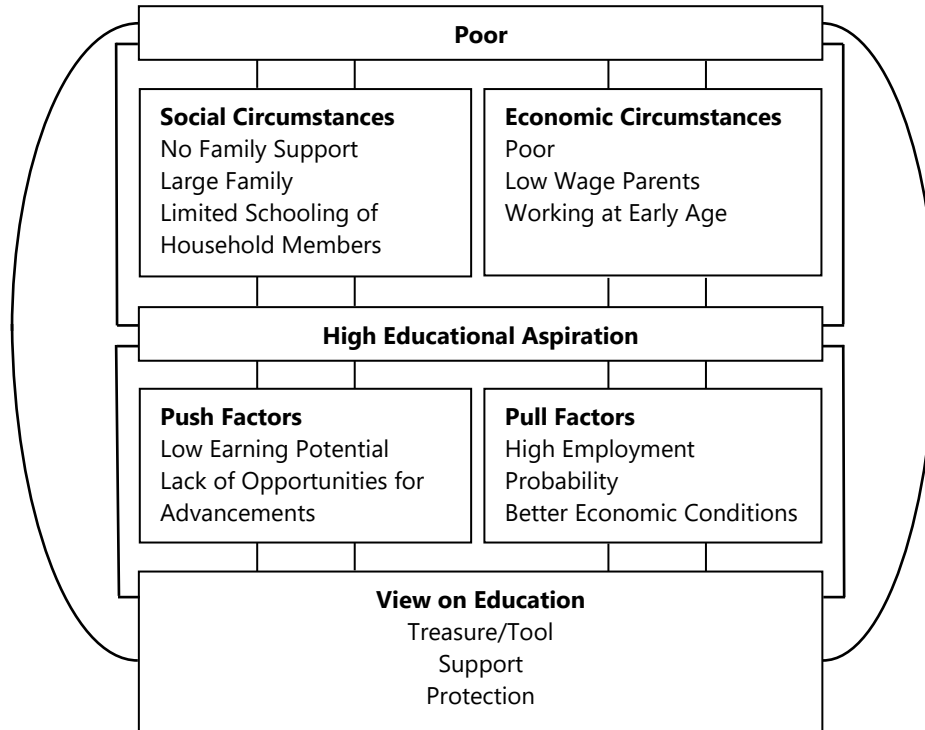 Poor
Social Circumstances
No Family Support
Large Family
Limited Schooling of
Household Members
Economic Circumstances
Poor
Low Wage Parents
Working at Early Age
High Educational Aspiration
Push Factors
Low Earning Potential
Lack of Opportunities for
Advancements
Pull Factors
High Employment
Probability
Better Economic Conditions
View on Education
Treasure/Tool
Support
Protection